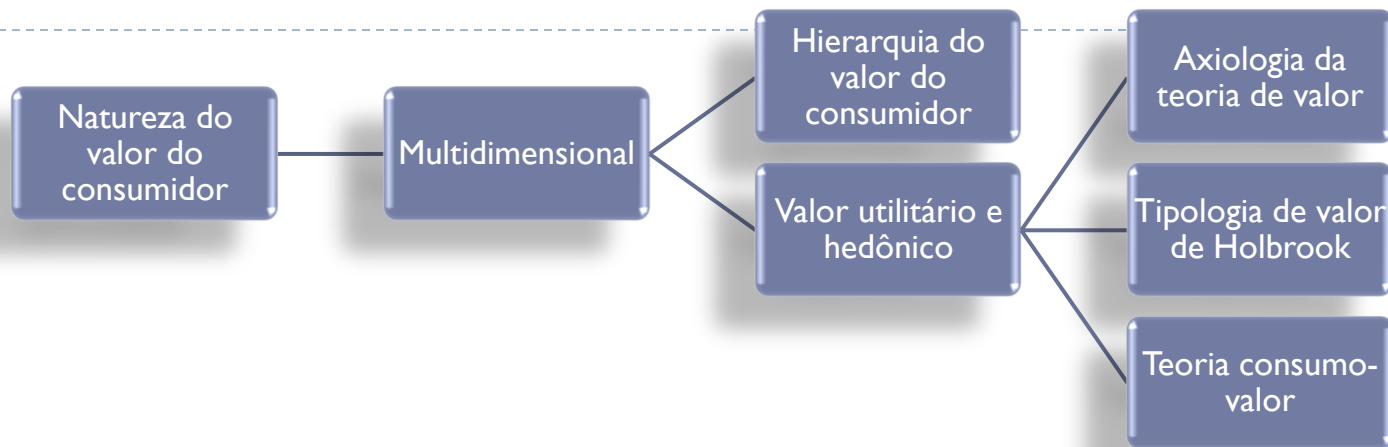 Natureza do
valor do
consumidor
Multidimensional
Hierarquia do
valor do
consumidor
Valor utilitário e
hedônico
Axiologia da
teoria de valor
Tipologia de valor
de Holbrook
Teoria consumo-
valor